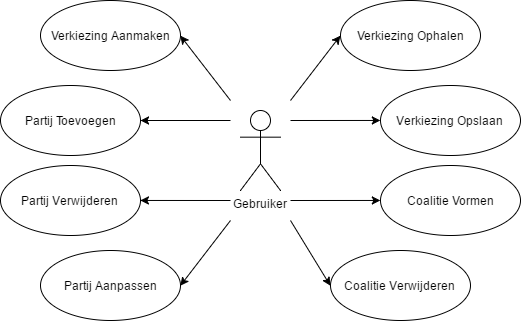 Verkiezing Aanmaken
Verkiezing Ophalen
Partij Toevoegen
Verkiezing Opslaan
Partij Verwijderen
Gebruiker
Coalitie Vormen
Partij Aanpassen
Coalitie Verwijderen